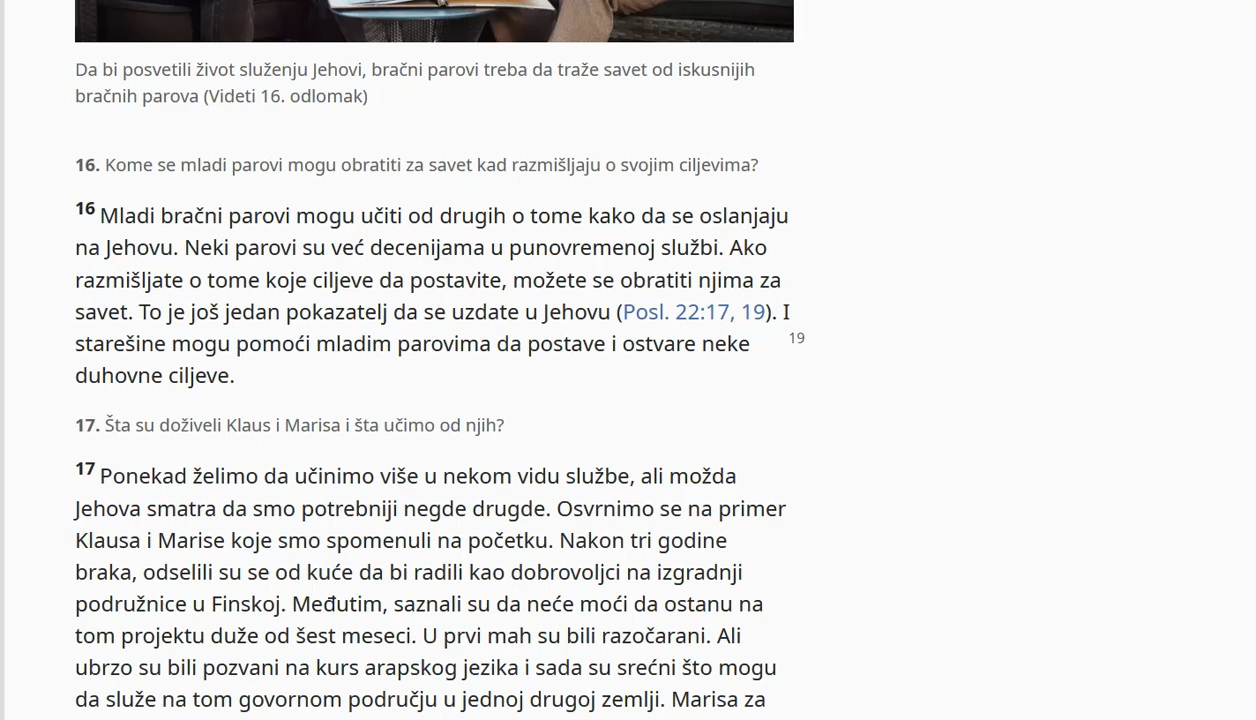 Da bi posvetili život služenju Jehovi, bračni parovi treba da traže savet od iskusnijih
bračnih parova (Videti 16. odlomak)
16. Kome se mladi parovi mogu obratiti za savet kad razmišljaju o svojim ciljevima?
16 Mladi bračni parovi mogu učiti od drugih o tome kako da se oslanjaju
na Jehovu. Neki parovi su već decenijama u punovremenoj službi. Ako
razmišljate o tome koje ciljeve da postavite, možete se obratiti njima za
savet. To je još jedan pokazatelj da se uzdate u Jehovu (Posl. 22:17, 19). I
starešine mogu pomoći mladim parovima da postave i ostvare neke
19
duhovne ciljeve.
17. Šta su doživeli Klaus i Marisa i šta učimo od njih?
17 Ponekad želimo da učinimo više u nekom vidu službe, ali možda
Jehova smatra da smo potrebniji negde drugde. Osvrnimo se na primer
Klausa i Marise koje smo spomenuli na početku. Nakon tri godine
braka, odselili su se od kuće da bi radili kao dobrovoljci na izgradnji
podružnice u Finskoj. Međutim, saznali su da neće moći da ostanu na
tom projektu duže od šest meseci. U prvi mah su bili razočarani. Ali
ubrzo su bili pozvani na kurs arapskog jezika i sada su srećni što mogu
da služe na tom govornom području u jednoj drugoj zemlji. Marisa za